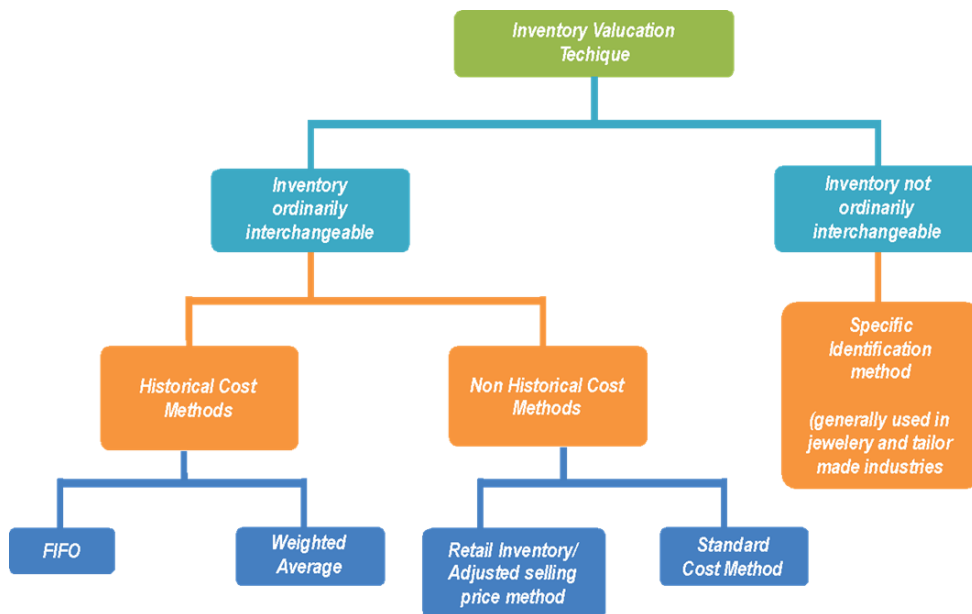 Inventory Valucation
Techique
Inventory
ordinarily
interchangeable
Inventory not
ordinarily
interchangeable
Historical Cost
Methods
Non Historical Cost
Methods
Specific
Identification
method
(generally used in
jewelery and tailor
made industries
FIFO
Weighted
Average
Retail Inventory/
Adjusted selling
price method
Standard
Cost Method